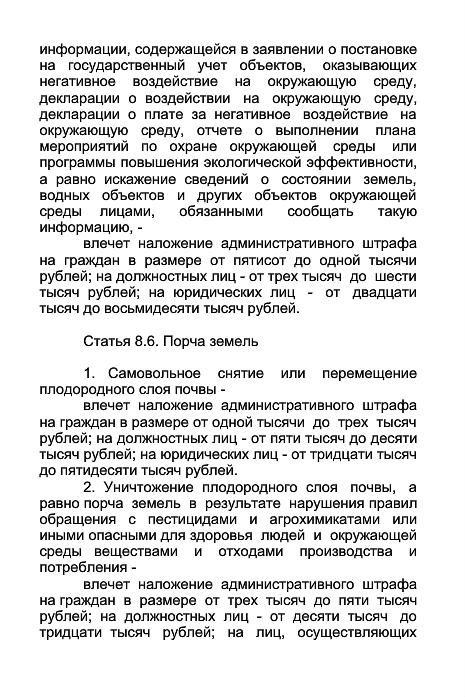 информации, содержащейся в заявлении о постановке
на государственный учет объектов, оказывающих
негативное воздействие на окружающую среду,
декларации о воздействии на окружающую среду,
декларации о плате за негативное воздействие на
окружающую среду, отчете о выполнении плана
мероприятий по охране окружающей среды или
программы повышения экологической эффективности,
а равно искажение сведений о состоянии земель,
водных объектов и других объектов окружающей
среды лицами, обязанными сообщать такую
информацию, -
влечет наложение административного штрафа
на граждан в размере от пятисот до одной тысячи
рублей; на должностных лиц - от трех тысяч до шести
тысяч рублей; на юридических лиц - от двадцати
тысяч до восьмидесяти тысяч рублей.
Статья 8.6. Порча земель
1. Самовольное снятие или перемещение
плодородного слоя почвы -
влечет наложение административного штрафа
на граждан в размере от одной тысячи до трех тысяч
рублей; на должностных лиц - от пяти тысяч до десяти
тысяч рублей; на юридических лиц - от тридцати тысяч
до пятидесяти тысяч рублей.
2. Уничтожение плодородного слоя почвы, а
равно порча земель в результате нарушения правил
обращения с пестицидами и агрохимикатами или
иными опасными для здоровья людей и окружающей
среды веществами и отходами производства и
потребления -
влечет наложение административного штрафа
на граждан в размере от трех тысяч до пяти тысяч
рублей; на должностных лиц - от десяти тысяч до
тридцати тысяч рублей; на лиц, осуществляющих